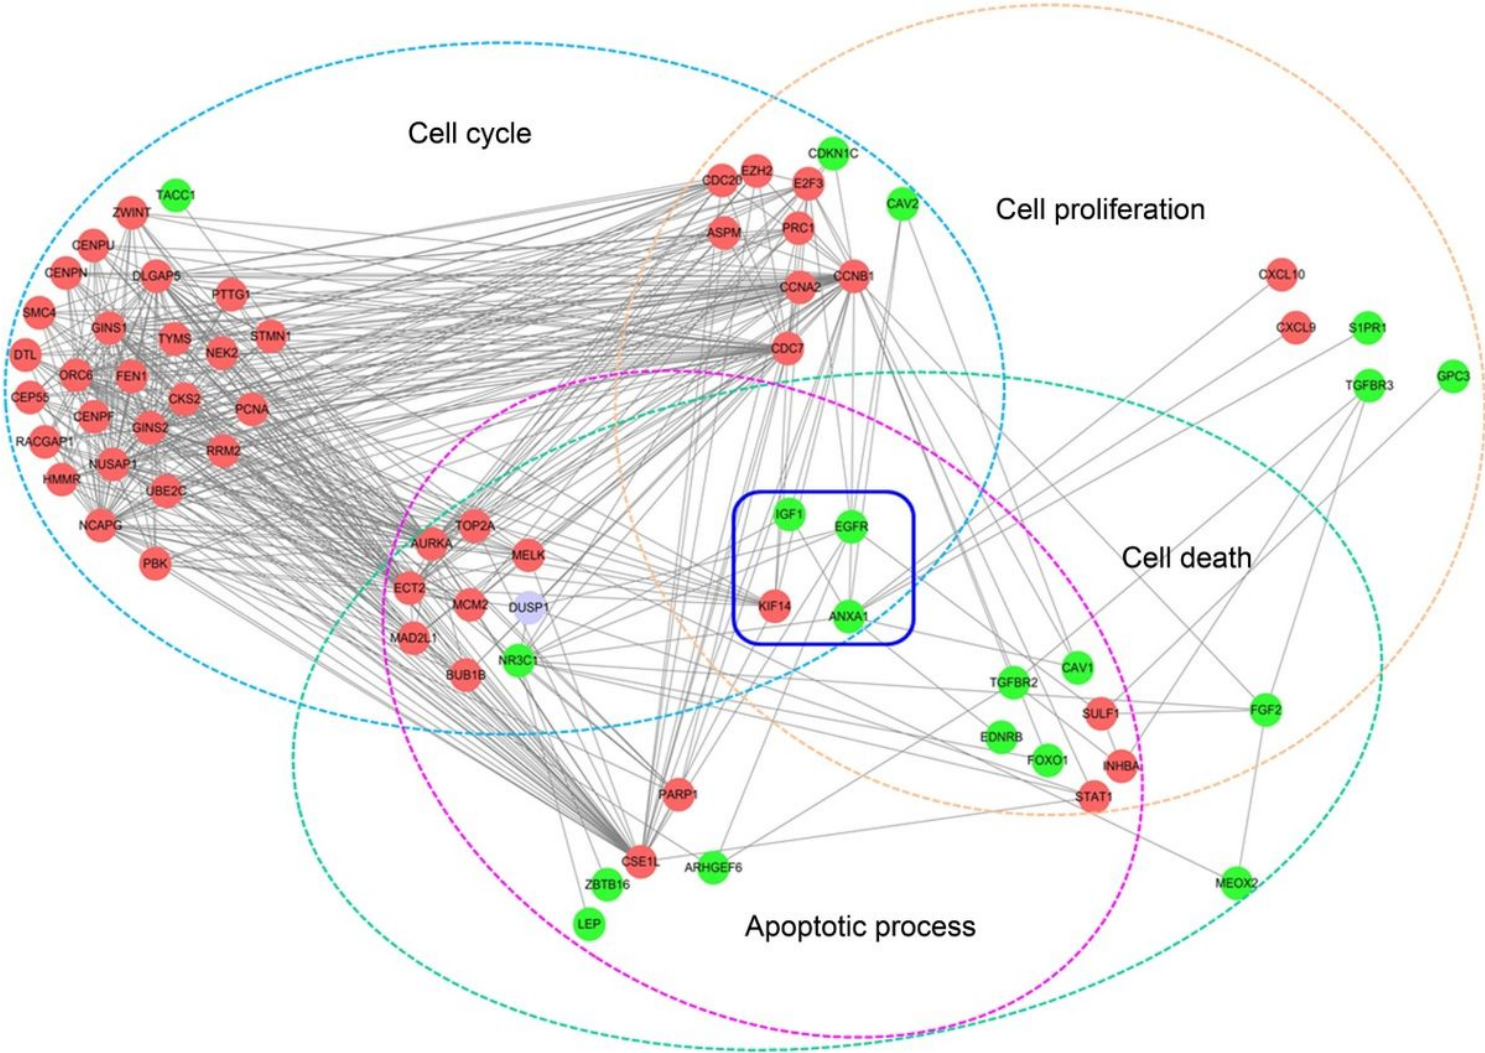 Cell cycle
Cell proliferation
Cell death
Apoptotic process
TACC1
ZWINT
CENPU
CENPN
DLGAP5
PTTG1
SMC4
GINS1
TYMS
STMN1
DTL
NEK2
ORC6
FEN1
CEP55
CKS2
PCNA
CENPF
GINS2
RACGAP1
RRM2
NUSAP1
HMMR
UBE2C
NCAPG
PBK
CDC20
EZH2
E2F3
CDKN1C
CAV2
ASPM
PRC1
CCNA2
CCNB1
CDC7
CXCL10
CXCL9
S1PR1
TGFBR3
GPC3
TOP2A
AURKA
MELK
ECT2
MCM2
DUSP1
MAD2L1
NR3C1
BUB1B
IGF1
EGFR
KIF14
ANXA1
TGFBR2
CAV1
SULF1
FGF2
EDNRB
FOXO1
INHBA
STAT1
PARP1
CSE1L
ARHGEF6
ZBTB16
LEP
MEOX2